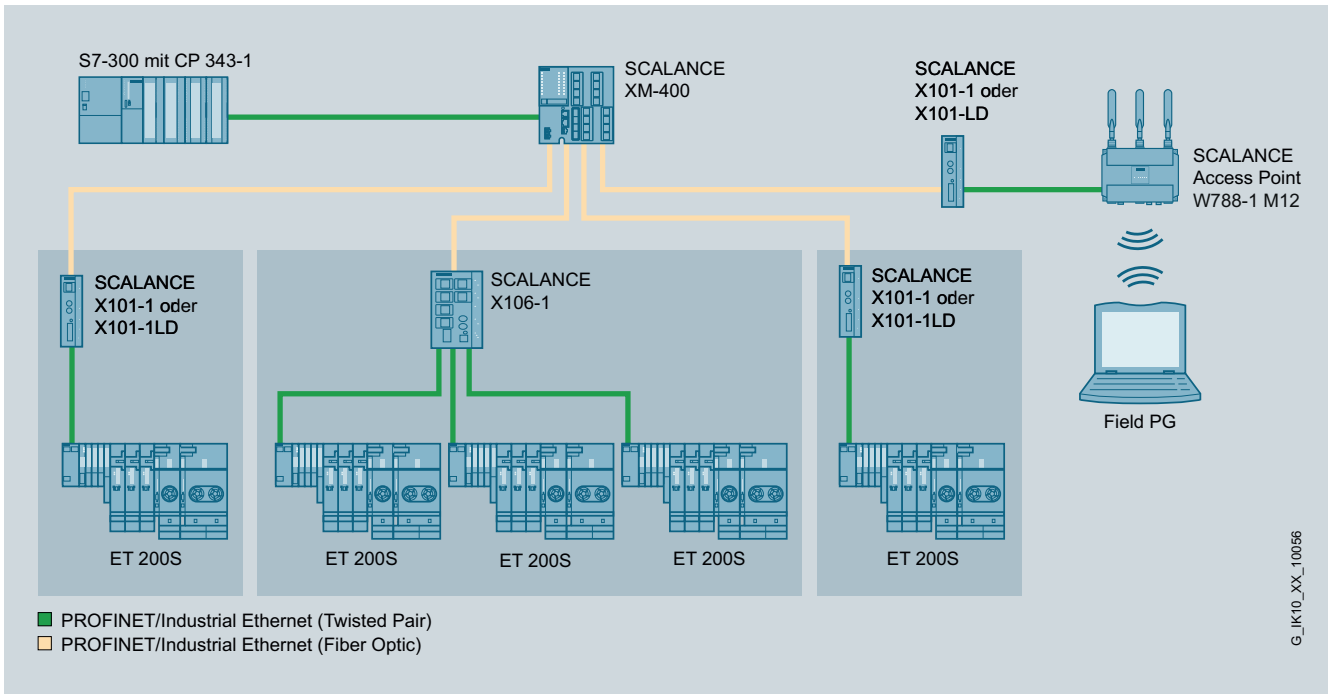 S7-300 mit CP 343-1
SCALANCE
XM-400
SCALANCE
X101-1 oder
X101-LD
SCALANCE
Access Point
W788-1 M12
SCALANCE
X101-1 oder
X101-1LD
SCALANCE
X106-1
SCALANCE
X101-1 oder
X101-1LD
Field PG
ET 200S
ET 200S
ET 200S
ET 200S
ET 200S
PROFINET/Industrial Ethernet (Twisted Pair)
PROFINET/Industrial Ethernet (Fiber Optic)
G_IK10_XX_10056